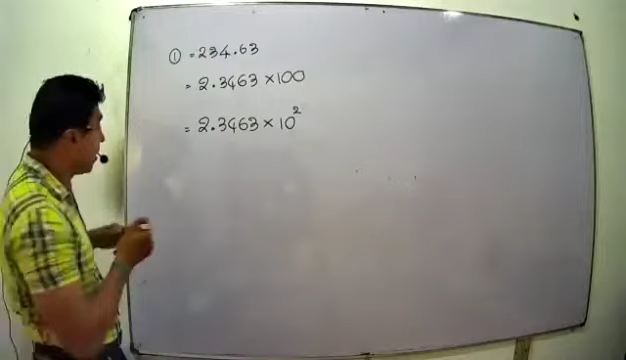 ① = 234.63
= 2.3463 × 100
= 2.3463 × 10²